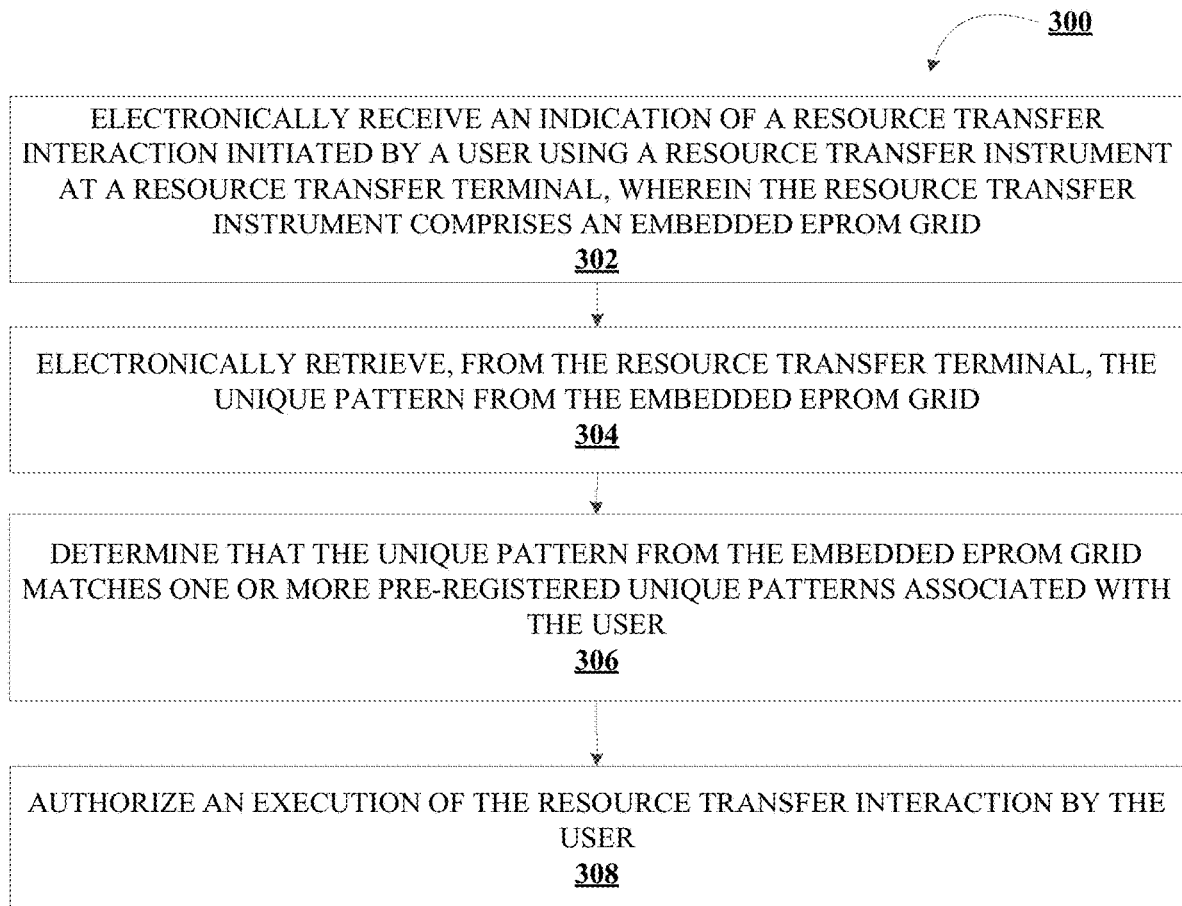 300
ELECTRONICALLY RECEIVE AN INDICATION OF A RESOURCE TRANSFER
INTERACTION INITIATED BY A USER USING A RESOURCE TRANSFER INSTRUMENT
AT A RESOURCE TRANSFER TERMINAL, WHEREIN THE RESOURCE TRANSFER
INSTRUMENT COMPRISES AN EMBEDDED EPROM GRID
302
ELECTRONICALLY RETRIEVE, FROM THE RESOURCE TRANSFER TERMINAL, THE
UNIQUE PATTERN FROM THE EMBEDDED EPROM GRID
304
DETERMINE THAT THE UNIQUE PATTERN FROM THE EMBEDDED EPROM GRID
MATCHES ONE OR MORE PRE-REGISTERED UNIQUE PATTERNS ASSOCIATED WITH
THE USER
306
AUTHORIZE AN EXECUTION OF THE RESOURCE TRANSFER INTERACTION BY THE
USER
308